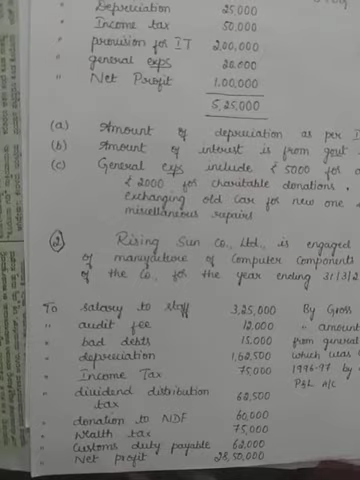 " Depreciation 25,000
" Income tax 50,000
" provision for IT 2,00,000
" general exps 20,000
" Net Profit 1,00,000
5,25,000
(a) Amount of depreciation as per I
(b) Amount of interest is from govt
(c) General exps include ₹ 5000 for
₹ 2000 for charitable donations.
exchanging old car for new one &
miscellaneous repairs
② Rising Sun Co., Ltd., is engaged
of manufacture of Computer Components
of the Co., for the year ending 31/3/2
To salary to staff 3,25,000 By Gross
" audit fee 12,000 " amount
" bad debts 15,000 from general
" depreciation 1,62,500 which was
" Income Tax 75,000 1996-97 by
" dividend distribution P&L A/c
tax 62,500
" donation to NDF 60,000
" Wealth tax 75,000
" Customs duty payable 62,000
" Net profit 28,50,000